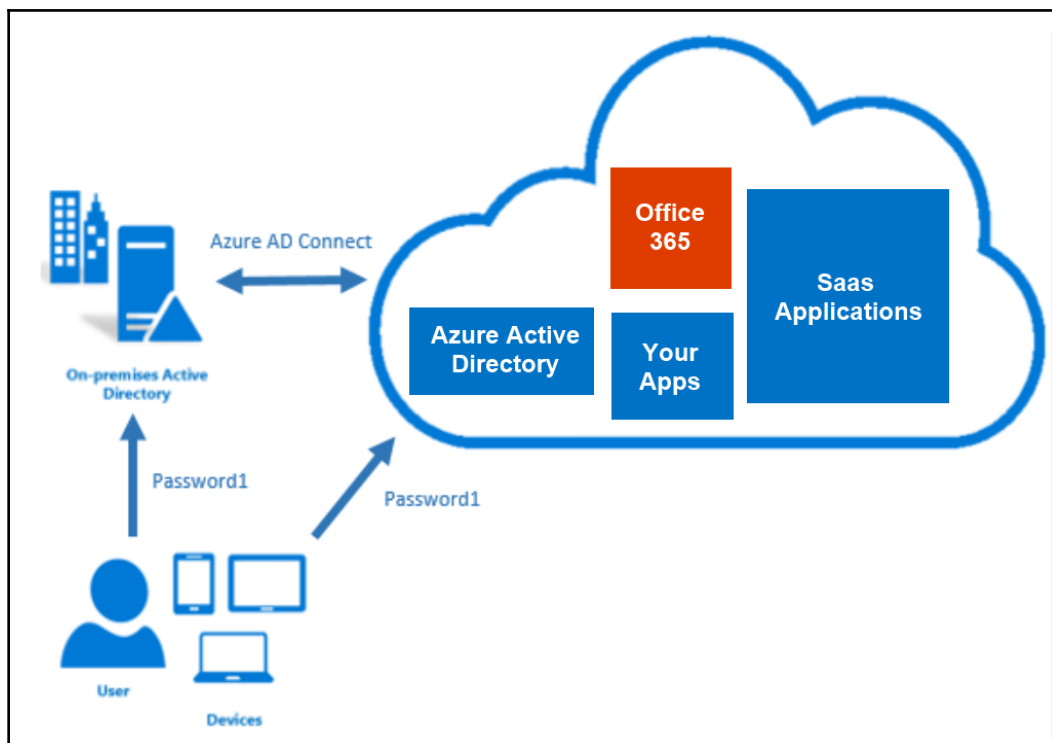 Office
365
Saas
Applications
Azure AD Connect
Azure Active
Directory
Your
Apps
On-premises Active
Directory
Password1
Password1
User
Devices